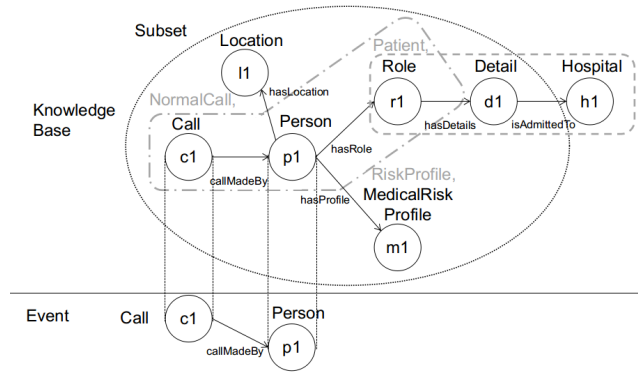 Subset
Location
l1
hasLocation
Patient,
Role
Detail
Hospital
r1
d1
h1
hasDetails
isAdmittedTo
NormalCall,
Knowledge
Base
Call
Person
c1
p1
callMadeBy
hasRole
hasProfile
RiskProfile,
MedicalRisk
Profile
m1
Event
Call
c1
Person
callMadeBy
p1